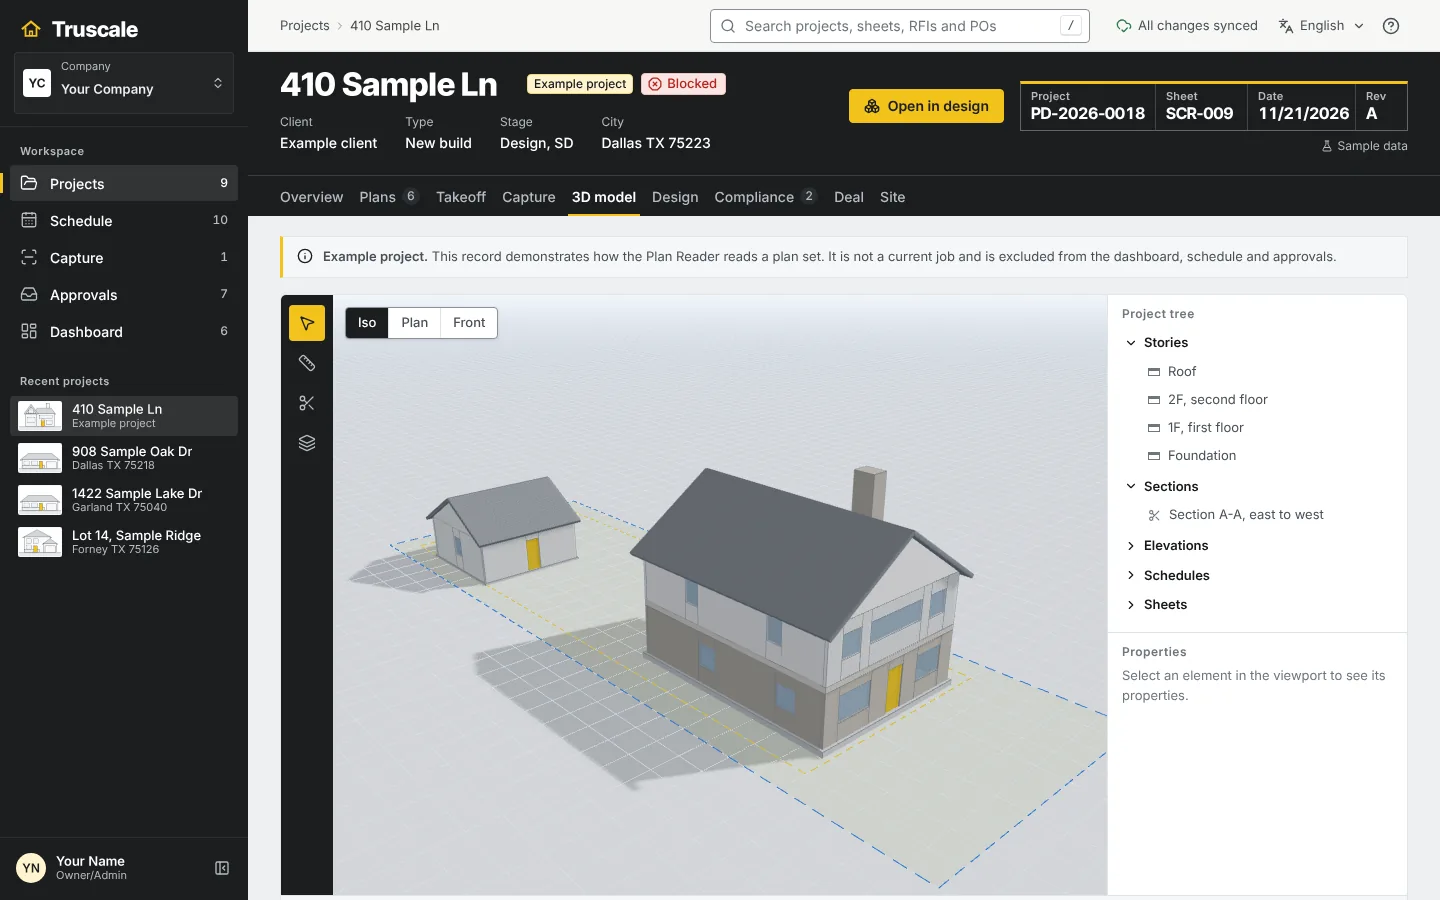 Truscale
YC
Company
Your Company
Workspace
Projects 9
Schedule 10
Capture 1
Approvals 7
Dashboard 6
Recent projects
410 Sample Ln
Example project
908 Sample Oak Dr
Dallas TX 75218
1422 Sample Lake Dr
Garland TX 75040
Lot 14, Sample Ridge
Forney TX 75126
YN
Your Name
Owner/Admin
Projects › 410 Sample Ln
Search projects, sheets, RFIs and POs /
All changes synced
English
410 Sample Ln
Example project
Blocked
Client
Example client
Type
New build
Stage
Design, SD
City
Dallas TX 75223
Open in design
Project
PD-2026-0018
Sheet
SCR-009
Date
11/21/2026
Rev
A
Sample data
Overview Plans 6 Takeoff Capture 3D model Design Compliance 2 Deal Site
Example project. This record demonstrates how the Plan Reader reads a plan set. It is not a current job and is excluded from the dashboard, schedule and approvals.
Iso Plan Front
Project tree
Stories
Roof
2F, second floor
1F, first floor
Foundation
Sections
Section A-A, east to west
Elevations
Schedules
Sheets
Properties
Select an element in the viewport to see its
properties.